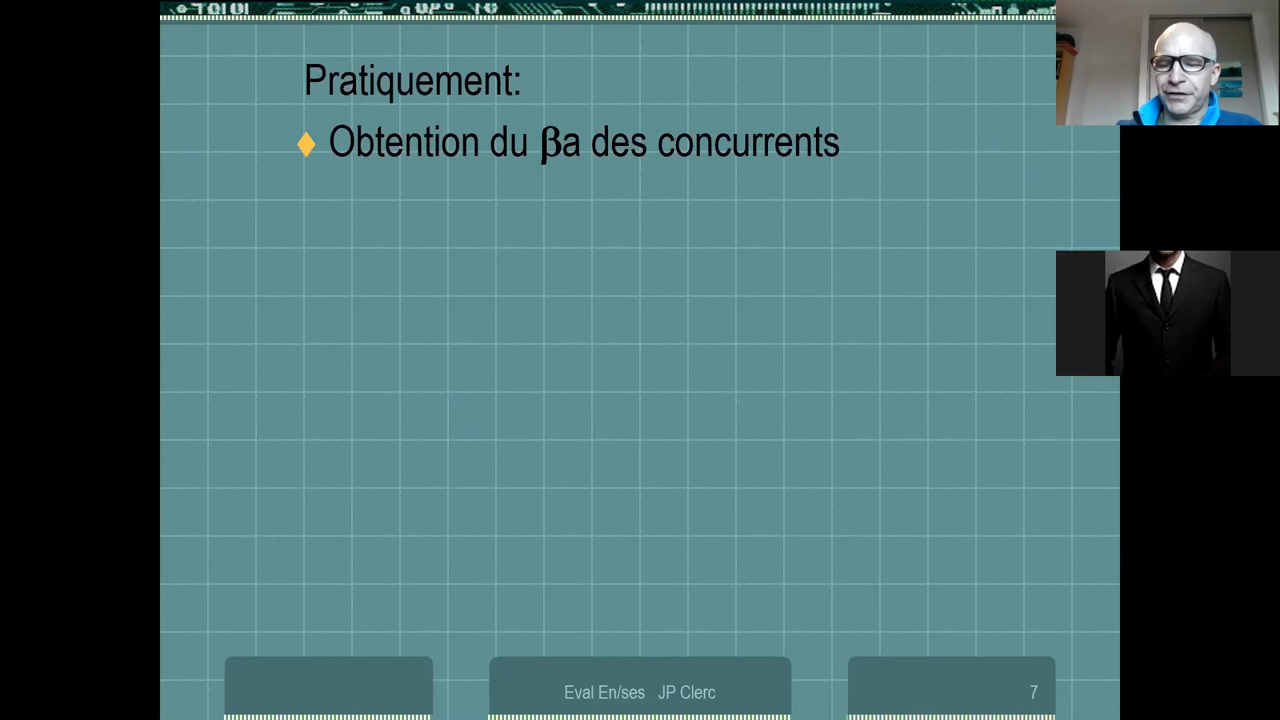 Pratiquement:
Obtention du βa des concurrents
Eval En/ses JP Clerc
7